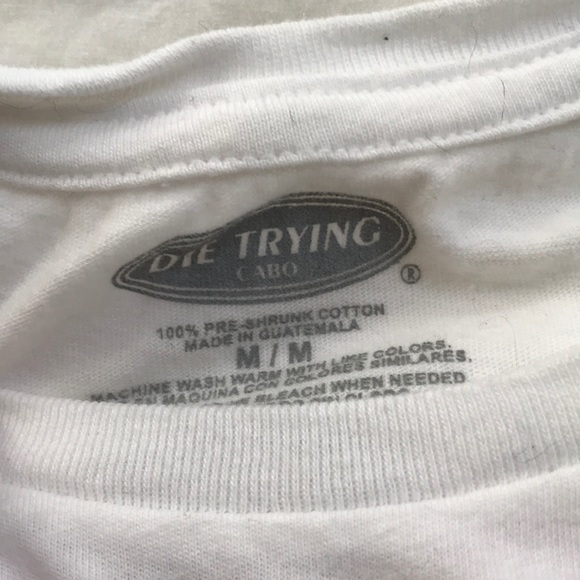 DIE TRYING
CABO
®
100% PRE-SHRUNK COTTON
MADE IN GUATEMALA
M / M
MACHINE WASH WARM WITH LIKE COLORS.
EN MAQUINA CON COLORES SIMILARES.
BLEACH WHEN NEEDED